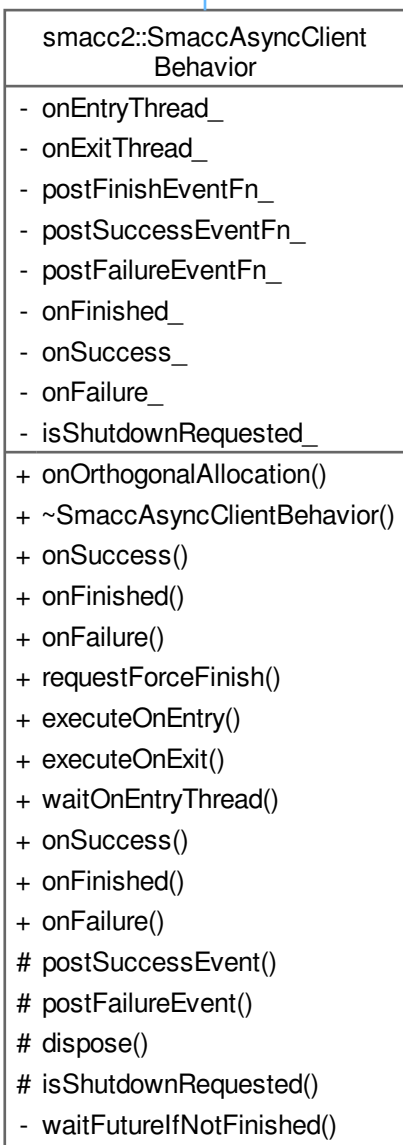 smacc2::SmaccAsyncClient
Behavior
- onEntryThread_
- onExitThread_
- postFinishEventFn_
- postSuccessEventFn_
- postFailureEventFn_
- onFinished_
- onSuccess_
- onFailure_
- isShutdownRequested_
+ onOrthogonalAllocation()
+ ~SmaccAsyncClientBehavior()
+ onSuccess()
+ onFinished()
+ onFailure()
+ requestForceFinish()
+ executeOnEntry()
+ executeOnExit()
+ waitOnEntryThread()
+ onSuccess()
+ onFinished()
+ onFailure()
# postSuccessEvent()
# postFailureEvent()
# dispose()
# isShutdownRequested()
- waitFutureIfNotFinished()